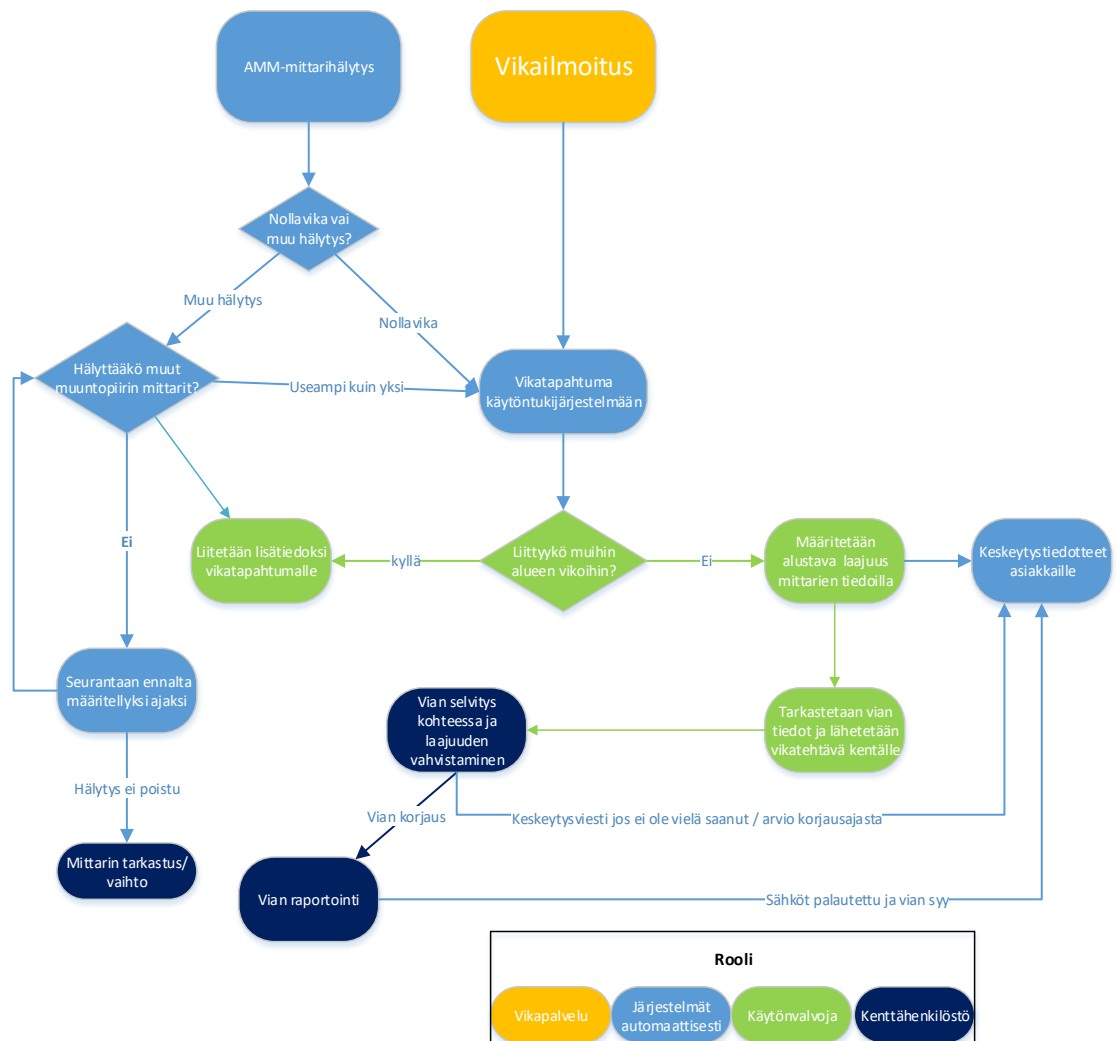 AMM-mittarihälytys
Vikailmoitus
Nollavika vai
muu hälytys?
Muu hälytys
Nollavika
Hälyttääkö muut
muuntopiirin mittarit?
Useampi kuin yksi
Vikatapahtuma
käytöntukijärjestelmään
Ei
Liitetään lisätiedoksi
vikatapahtumalle
kyllä
Liittyykö muihin
alueen vikoihin?
Ei
Määritetään
alustava laajuus
mittarien tiedoilla
Keskeytystiedotteet
asiakkaille
Seurantaan ennalta
määritellyksi ajaksi
Vian selvitys
kohteessa ja
laajuuden
vahvistaminen
Tarkastetaan vian
tiedot ja lähetetään
vikatehtävä kentälle
Hälytys ei poistu
Vian korjaus
Keskeytysviesti jos ei ole vielä saanut / arvio korjausajasta
Mittarin tarkastus/
vaihto
Vian raportointi
Sähköt palautettu ja vian syy
Rooli
Vikapalvelu
Järjestelmät
automaattisesti
Käytönvalvoja
Kenttähenkilöstö